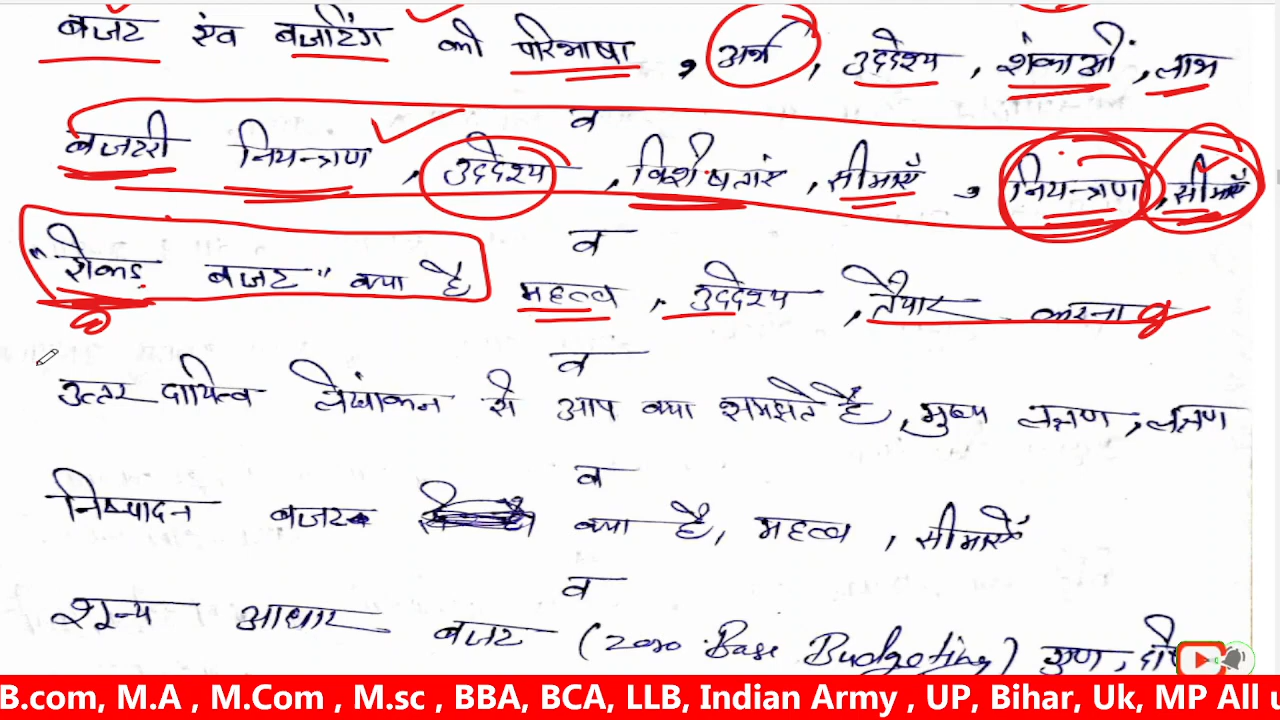 बजट एंव बजटिंग की परिभाषा, अर्थ, उद्देश्य, शंकाओं, लाभ
व
बजटरी नियन्त्रण, उद्देश्य, विशेषताएं, सीमाएँ, नियन्त्रण, सीमाएँ
व
"रोकड़ बजट" क्या है महत्व, उद्देश्य, तैयार करना
व
उत्तर दायित्व लेखांकन से आप क्या समझते हैं, मुख्य लक्षण, लक्षण
व
निष्पादन बजट क्या है, महत्व, सीमाएँ
व
शून्य आधार बजट (Zero Base Budgeting) गुण,
B.com, M.A , M.Com , M.sc , BBA, BCA, LLB, Indian Army , UP, Bihar, Uk, MP All